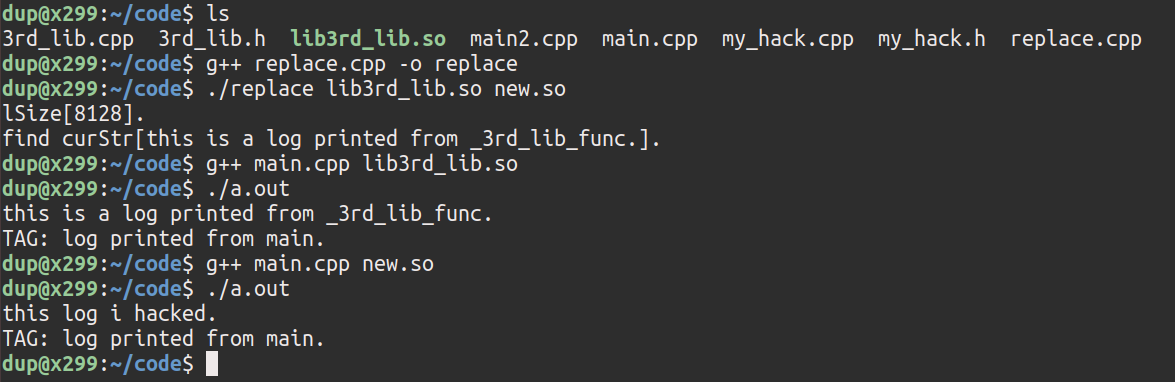 dup@x299:~/code$ ls
3rd_lib.cpp  3rd_lib.h  lib3rd_lib.so  main2.cpp  main.cpp  my_hack.cpp  my_hack.h  replace.cpp
dup@x299:~/code$ g++ replace.cpp -o replace
dup@x299:~/code$ ./replace lib3rd_lib.so new.so
lSize[8128].
find curStr[this is a log printed from _3rd_lib_func.].
dup@x299:~/code$ g++ main.cpp lib3rd_lib.so
dup@x299:~/code$ ./a.out
this is a log printed from _3rd_lib_func.
TAG: log printed from main.
dup@x299:~/code$ g++ main.cpp new.so
dup@x299:~/code$ ./a.out
this log i hacked.
TAG: log printed from main.
dup@x299:~/code$